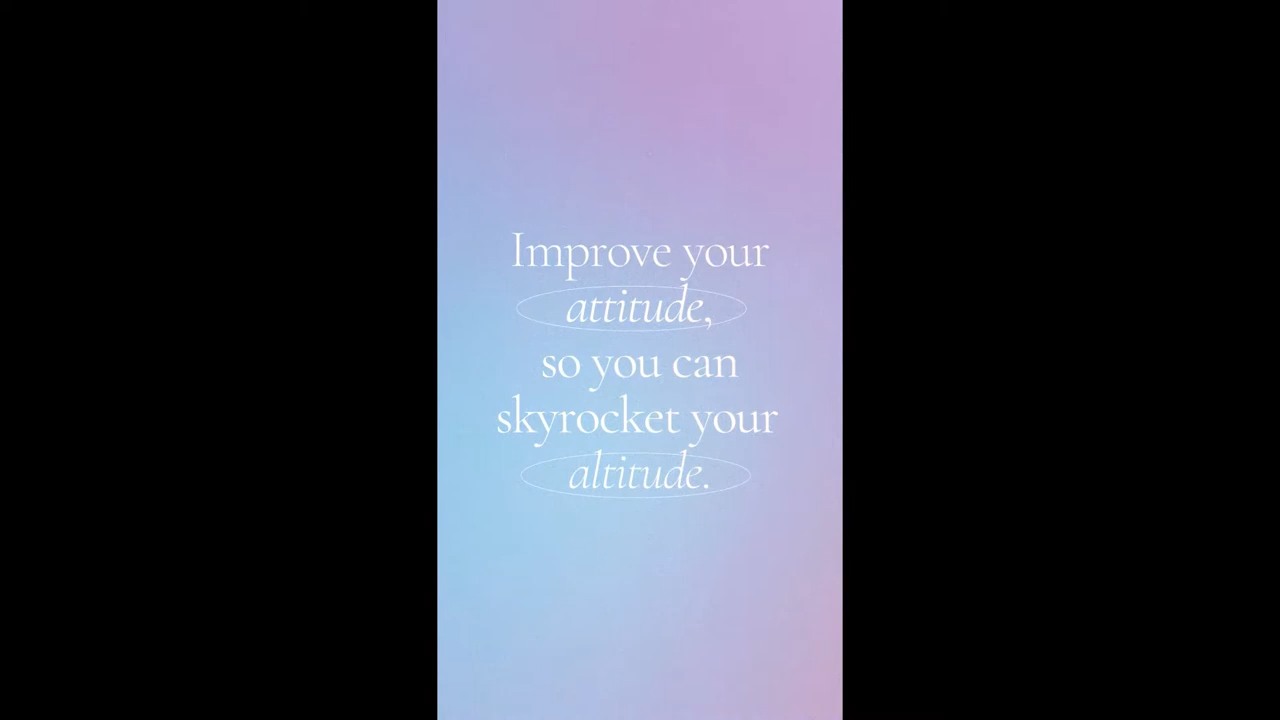 Improve your
attitude,
so you can
skyrocket your
altitude.